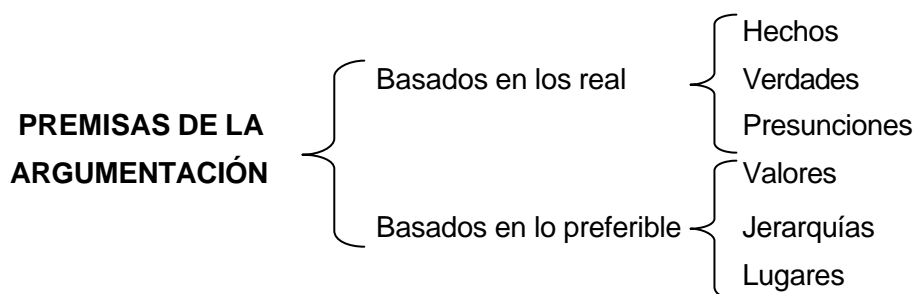 PREMISAS DE LA
ARGUMENTACIÓN
Basados en los real
Hechos
Verdades
Presunciones
Basados en lo preferible
Valores
Jerarquías
Lugares